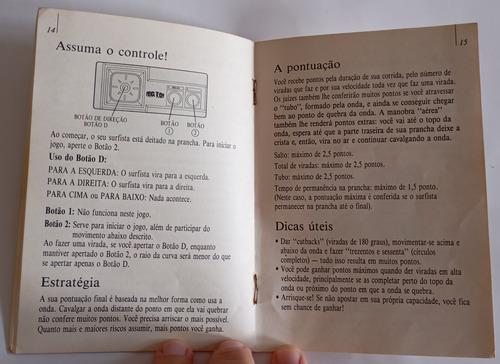 14
Assuma o controle!
BOTÃO DE DIREÇÃO
BOTÃO D
BOTÃO
1
BOTÃO
2
Ao começar, o seu surfista está deitado na prancha. Para iniciar o
jogo, aperte o Botão 2.
Uso do Botão D:
PARA A ESQUERDA: O surfista vira para a esquerda.
PARA A DIREITA: O surfista vira para a direita.
PARA CIMA ou PARA BAIXO: Nada acontece.
Botão 1: Não funciona neste jogo.
Botão 2: Serve para iniciar o jogo, além de participar do
movimento abaixo descrito.
Ao fazer uma virada, se você apertar o Botão D, enquanto
mantiver apertado o Botão 2, o raio da curva será menor do que
se apertar apenas o Botão D.
Estratégia
A sua pontuação final é baseada na melhor forma como usa a
onda. Cavalgar a onda distante do ponto em que ela vai quebrar
não confere muitos pontos. Você precisa arriscar o mais possível.
Quanto mais e maiores riscos assumir, mais pontos você ganha.
15
A pontuação
Você recebe pontos pela duração de sua corrida, pelo número de
viradas que faz e por sua velocidade toda vez que faz uma virada.
Os juízes também lhe conferirão muitos pontos se você atravessar
o "tubo", formado pela onda, e ainda se conseguir chegar
bem ao ponto de quebra da onda. A manobra "aérea"
também lhe renderá pontos extras: você vai até o topo da
onda, espera até que a parte traseira de sua prancha deixe a
crista e, então, vira no ar e continuar cavalgando a onda.
Salto: máximo de 2,5 pontos.
Total de viradas: máximo de 2,5 pontos.
Tubo: máximo de 2,5 pontos.
Tempo de permanência na prancha: máximo de 1,5 ponto.
(Neste caso, a pontuação máxima é conferida se o surfista
permanecer na prancha até o final).
Dicas úteis
• Dar "cutbacks" (viradas de 180 graus), movimentar-se acima e
abaixo da onda e fazer "trezentos e sessenta" (círculos
completos) — tudo isso resulta em muitos pontos.
• Você pode ganhar pontos máximos quando der viradas em alta
velocidade, principalmente se as completar perto do topo da
onda ou próximo do ponto em que a onda se quebra.
• Arrisque-se! Se não apostar em sua própria capacidade, você fica
sem chance de ganhar!